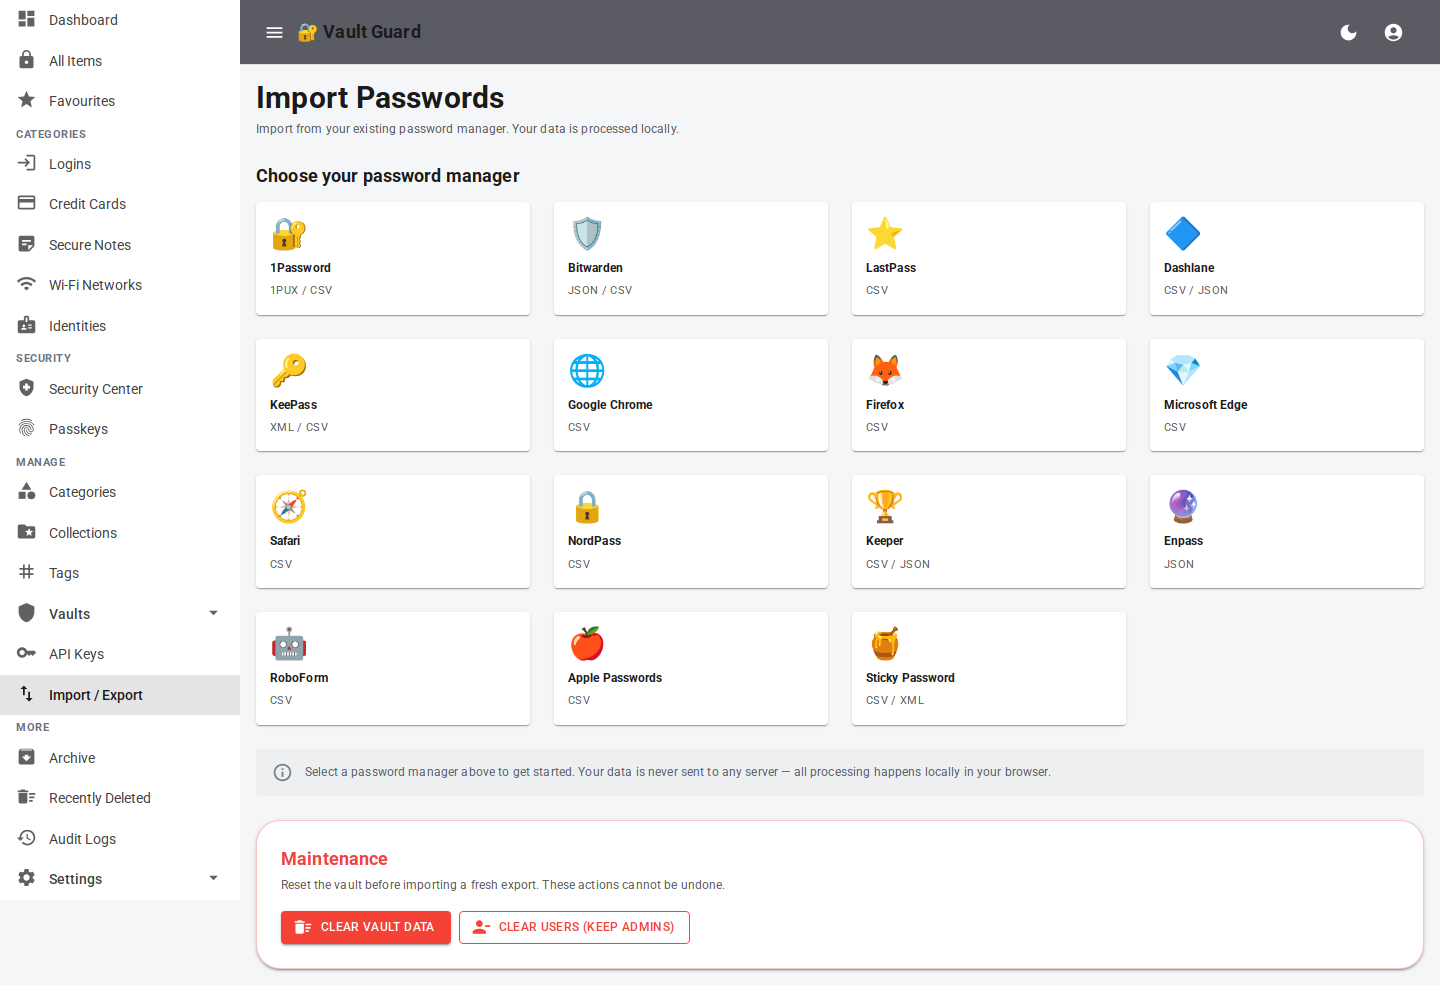 Dashboard
All Items
Favourites
CATEGORIES
Logins
Credit Cards
Secure Notes
Wi-Fi Networks
Identities
SECURITY
Security Center
Passkeys
MANAGE
Categories
Collections
Tags
Vaults
API Keys
Import / Export
MORE
Archive
Recently Deleted
Audit Logs
Settings
Vault Guard
Import Passwords
Import from your existing password manager. Your data is processed locally.
Choose your password manager
1Password
1PUX / CSV
Bitwarden
JSON / CSV
LastPass
CSV
Dashlane
CSV / JSON
KeePass
XML / CSV
Google Chrome
CSV
Firefox
CSV
Microsoft Edge
CSV
Safari
CSV
NordPass
CSV
Keeper
CSV / JSON
Enpass
JSON
RoboForm
CSV
Apple Passwords
CSV
Sticky Password
CSV / XML
Select a password manager above to get started. Your data is never sent to any server — all processing happens locally in your browser.
Maintenance
Reset the vault before importing a fresh export. These actions cannot be undone.
CLEAR VAULT DATA
CLEAR USERS (KEEP ADMINS)